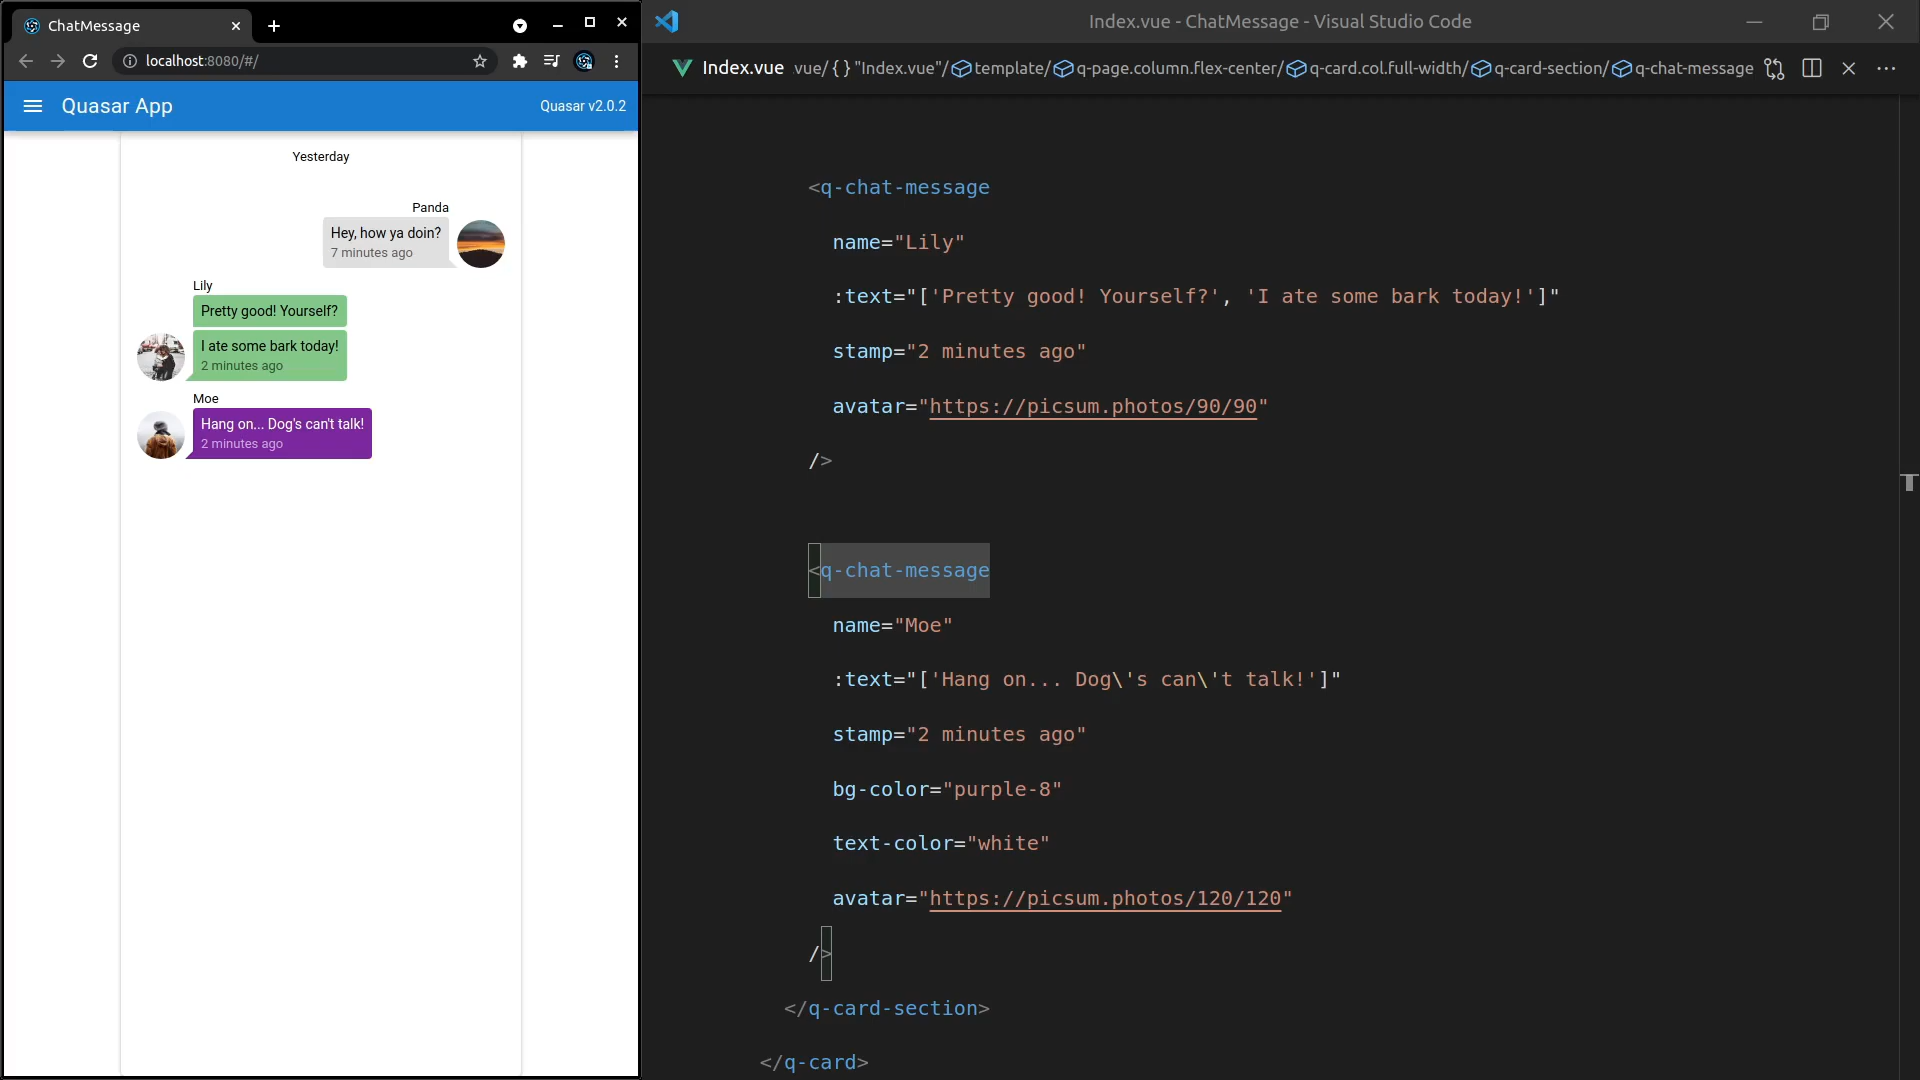 ChatMessage
localhost:8080/#/
Quasar App
Quasar v2.0.2
Yesterday
Panda
Hey, how ya doin?
7 minutes ago
Lily
Pretty good! Yourself?
I ate some bark today!
2 minutes ago
Moe
Hang on... Dog's can't talk!
2 minutes ago
Index.vue - ChatMessage - Visual Studio Code
Index.vue .vue/{}"Index.vue"/template/q-page.column.flex-center/q-card.col.full-width/q-card-section/q-chat-message
<q-chat-message
name="Lily"
:text="['Pretty good! Yourself?', 'I ate some bark today!']"
stamp="2 minutes ago"
avatar="https://picsum.photos/90/90"
/>
<q-chat-message
name="Moe"
:text="['Hang on... Dog\'s can\'t talk!']"
stamp="2 minutes ago"
bg-color="purple-8"
text-color="white"
avatar="https://picsum.photos/120/120"
/>
</q-card-section>
</q-card>